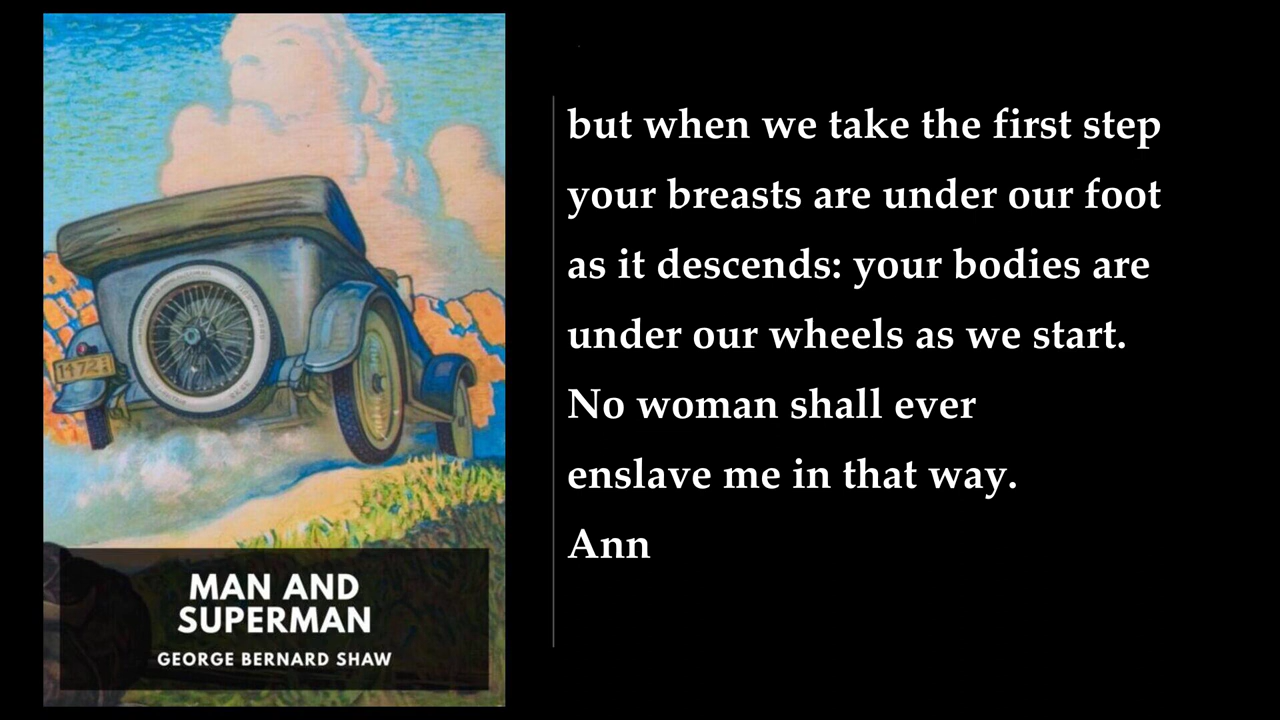 but when we take the first step
your breasts are under our foot
as it descends: your bodies are
under our wheels as we start.
No woman shall ever
enslave me in that way.
Ann
1472
MAN AND
SUPERMAN
GEORGE BERNARD SHAW